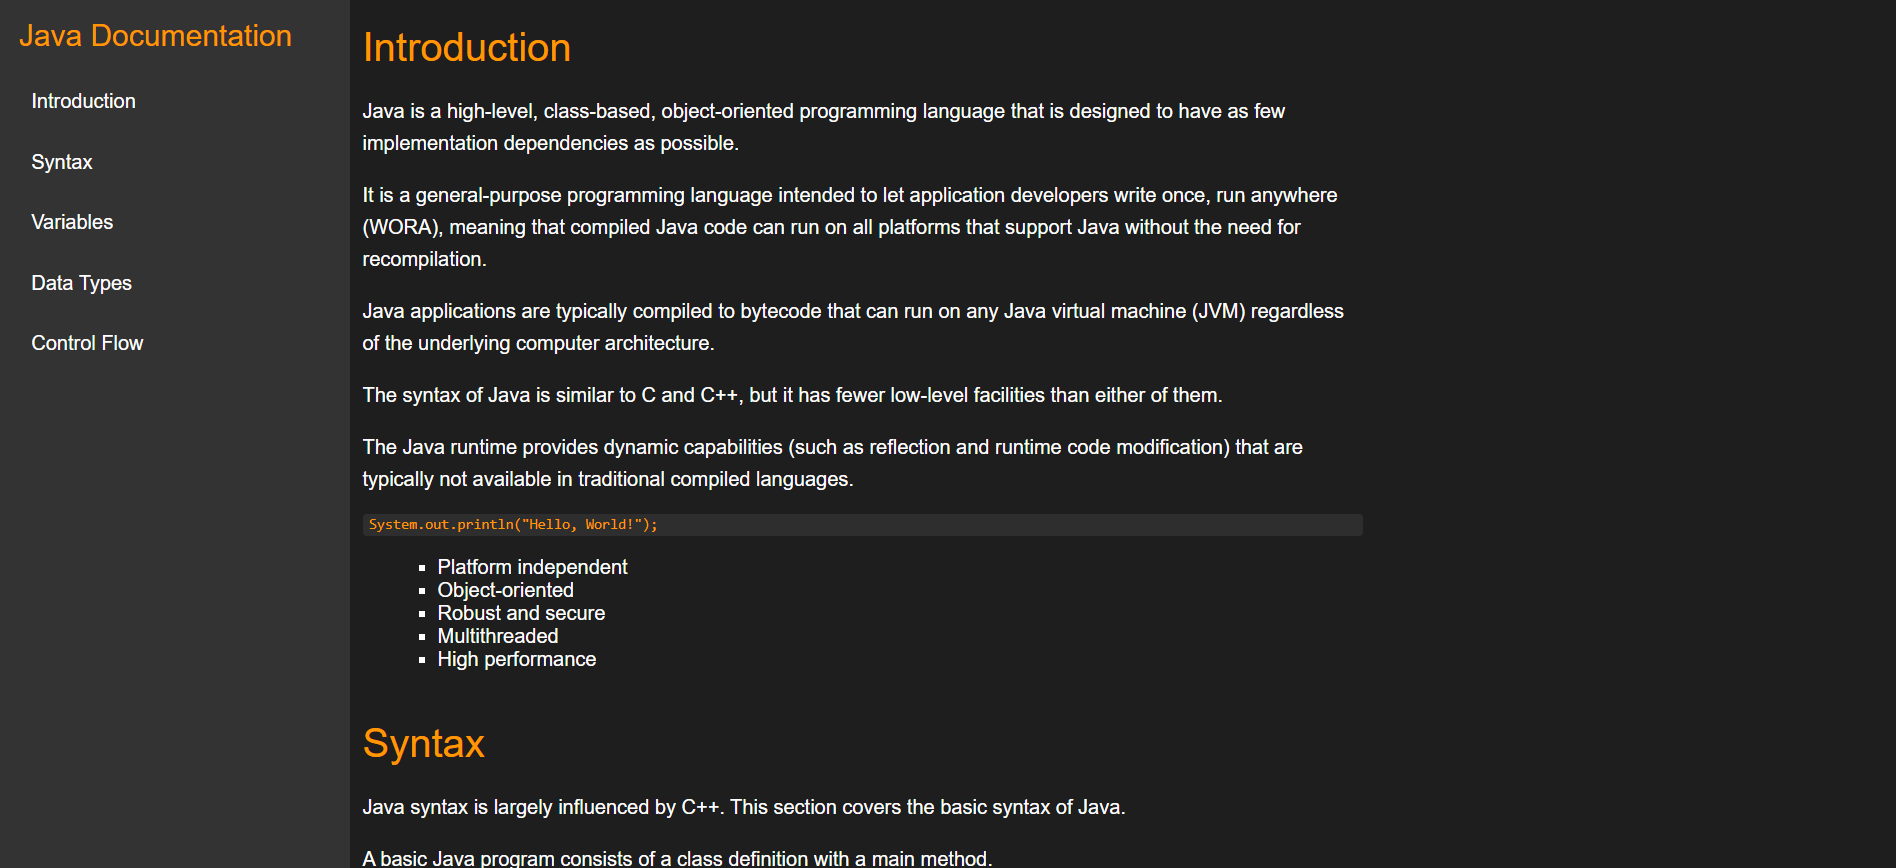 Java Documentation
Introduction
Syntax
Variables
Data Types
Control Flow
Introduction
Java is a high-level, class-based, object-oriented programming language that is designed to have as few
implementation dependencies as possible.
It is a general-purpose programming language intended to let application developers write once, run anywhere
(WORA), meaning that compiled Java code can run on all platforms that support Java without the need for
recompilation.
Java applications are typically compiled to bytecode that can run on any Java virtual machine (JVM) regardless
of the underlying computer architecture.
The syntax of Java is similar to C and C++, but it has fewer low-level facilities than either of them.
The Java runtime provides dynamic capabilities (such as reflection and runtime code modification) that are
typically not available in traditional compiled languages.
System.out.println("Hello, World!");
Platform independent
Object-oriented
Robust and secure
Multithreaded
High performance
Syntax
Java syntax is largely influenced by C++. This section covers the basic syntax of Java.
A basic Java program consists of a class definition with a main method.